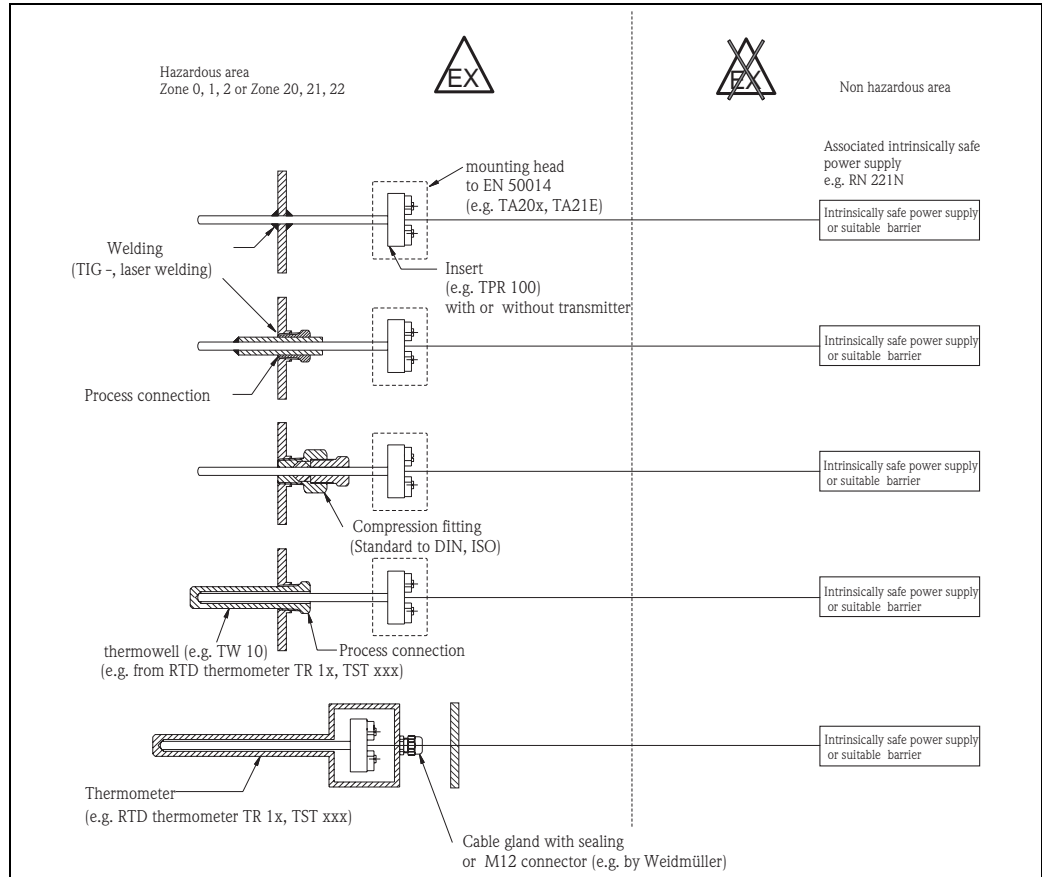 Hazardous area
Zone 0, 1, 2 or Zone 20, 21, 22
EX
EX
Non hazardous area
Associated intrinsically safe
power supply
e.g. RN 221N
mounting head
to EN 50014
(e.g. TA20x, TA21E)
Intrinsically safe power supply
or suitable barrier
Welding
(TIG -, laser welding)
Insert
(e.g. TPR 100)
with or without transmitter
Intrinsically safe power supply
or suitable barrier
Process connection
Intrinsically safe power supply
or suitable barrier
Compression fitting
(Standard to DIN, ISO)
Intrinsically safe power supply
or suitable barrier
thermowell (e.g. TW 10)
(e.g. from RTD thermometer TR 1x, TST xxx)
Process connection
Intrinsically safe power supply
or suitable barrier
Thermometer
(e.g. RTD thermometer TR 1x, TST xxx)
Cable gland with sealing
or M12 connector (e.g. by Weidmüller)